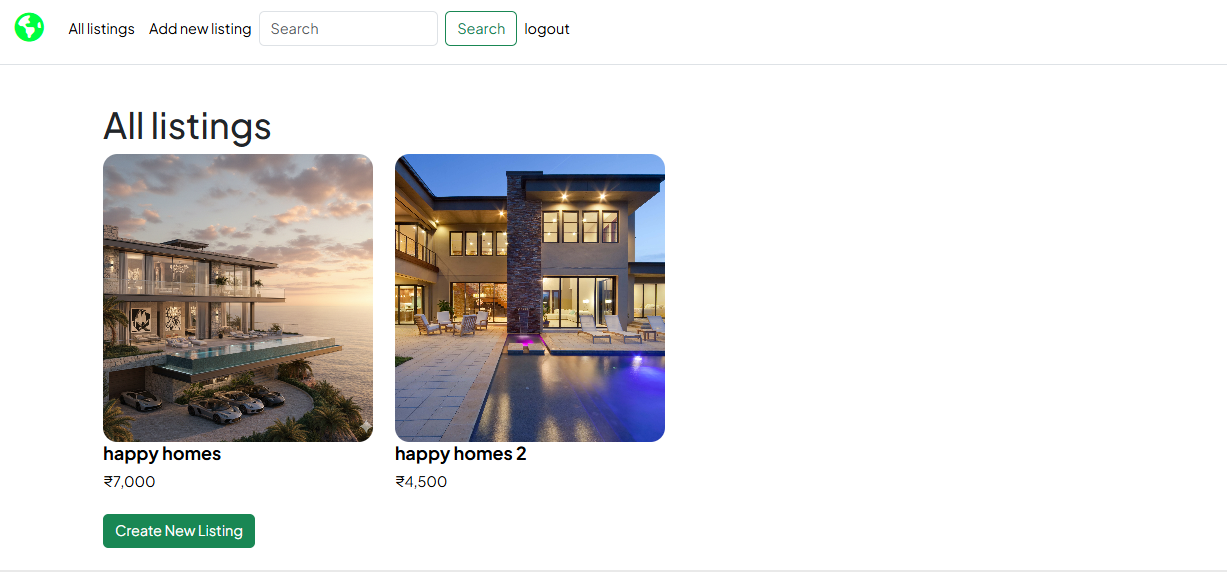 All listings Add new listing Search Search logout
All listings
happy homes happy homes 2
₹7,000 ₹4,500
Create New Listing